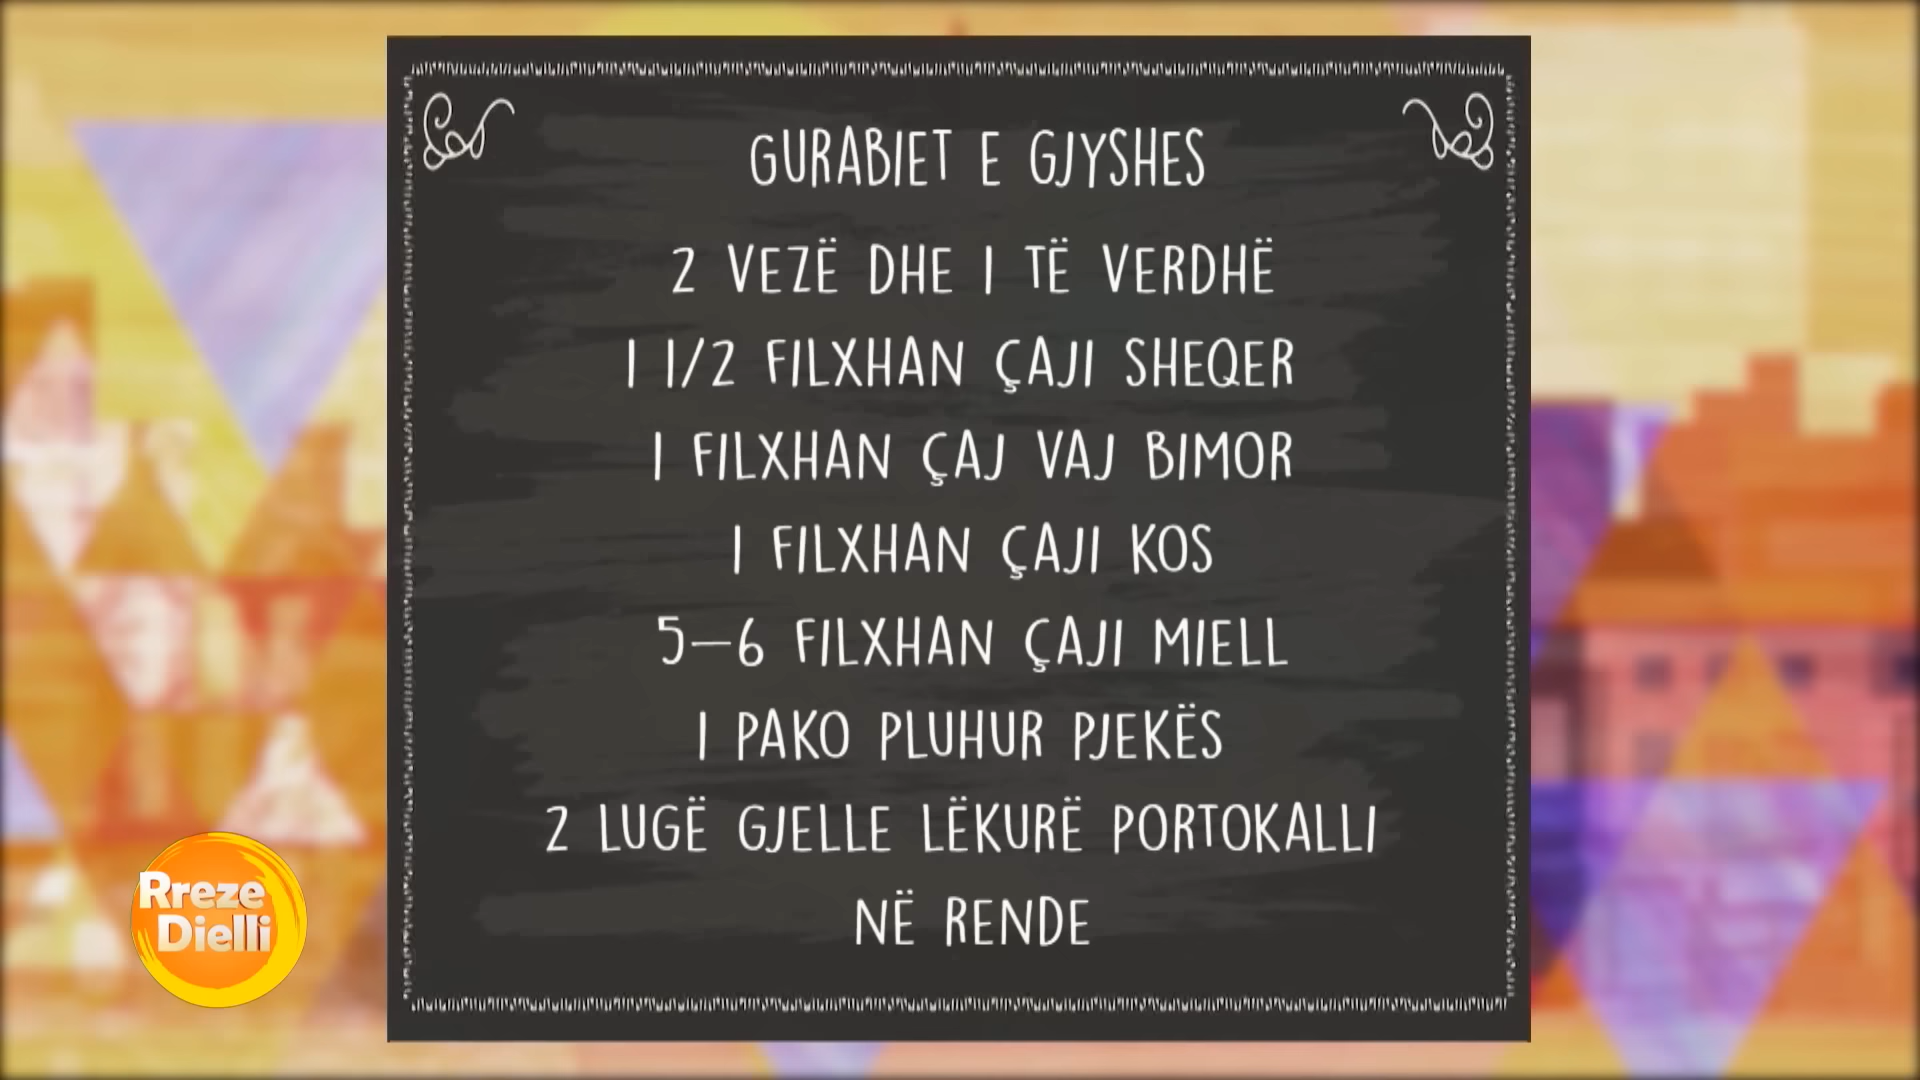 GURABIET E GJYSHES
2 VEZË DHE 1 TË VERDHË
1 1/2 FILXHAN ÇAJI SHEQER
1 FILXHAN ÇAJ VAJ BIMOR
1 FILXHAN ÇAJI KOS
5–6 FILXHAN ÇAJI MIELL
1 PAKO PLUHUR PJEKËS
2 LUGË GJELLE LËKURË PORTOKALLI
NË RENDE
Rreze
Dielli